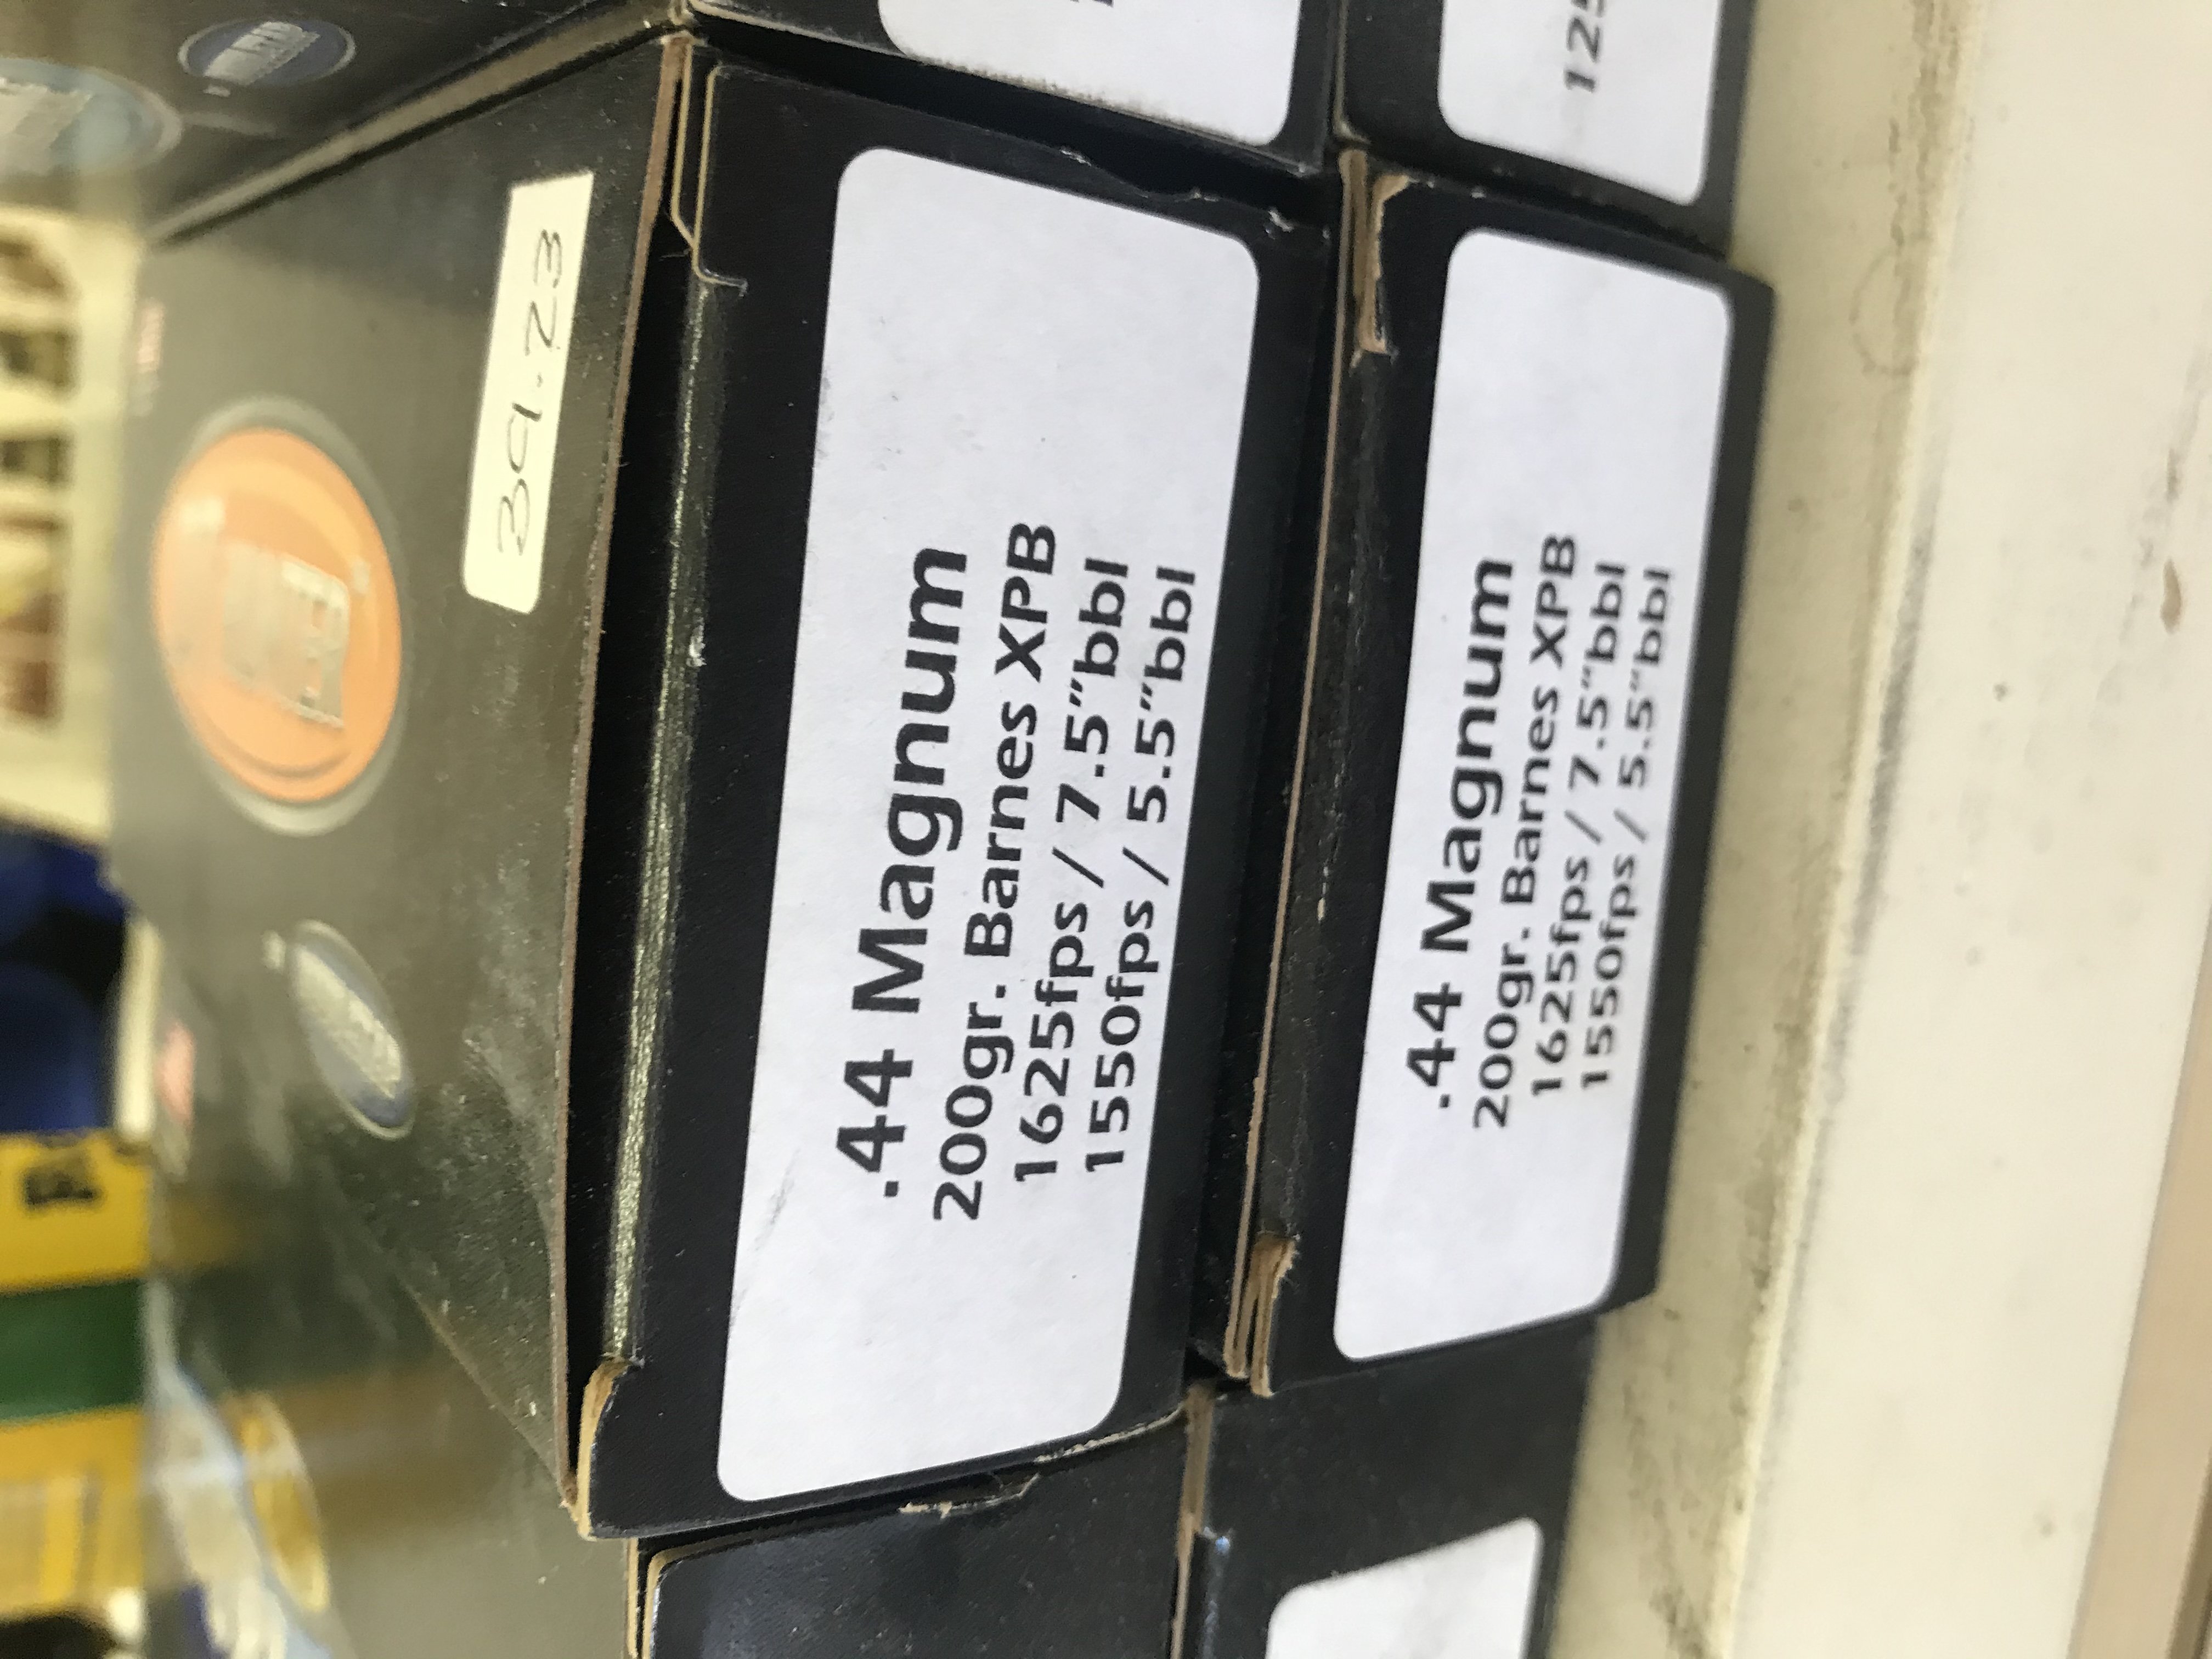 39.23
.44 Magnum
200gr. Barnes XPB
1625fps / 7.5"bbl
1550fps / 5.5"bbl
.44 Magnum
200gr. Barnes XPB
1625fps / 7.5"bbl
1550fps / 5.5"bbl
125